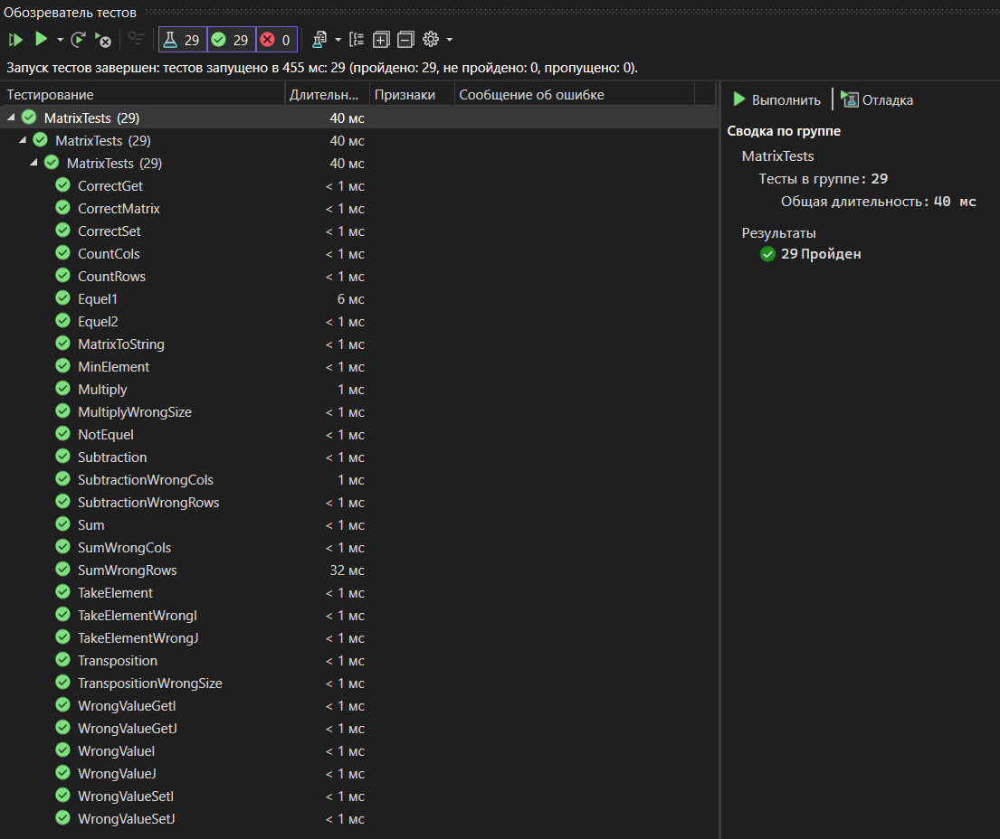 Обозреватель тестов
29 29 0
Запуск тестов завершен: тестов запущено в 455 мс: 29 (пройдено: 29, не пройдено: 0, пропущено: 0).
Тестирование Длительн... Признаки Сообщение об ошибке
MatrixTests (29) 40 мс
MatrixTests (29) 40 мс
MatrixTests (29) 40 мс
CorrectGet < 1 мс
CorrectMatrix < 1 мс
CorrectSet < 1 мс
CountCols < 1 мс
CountRows < 1 мс
Equel1 6 мс
Equel2 < 1 мс
MatrixToString < 1 мс
MinElement < 1 мс
Multiply 1 мс
MultiplyWrongSize < 1 мс
NotEquel < 1 мс
Subtraction < 1 мс
SubtractionWrongCols 1 мс
SubtractionWrongRows < 1 мс
Sum < 1 мс
SumWrongCols < 1 мс
SumWrongRows 32 мс
TakeElement < 1 мс
TakeElementWrongI < 1 мс
TakeElementWrongJ < 1 мс
Transposition < 1 мс
TranspositionWrongSize < 1 мс
WrongValueGetI < 1 мс
WrongValueGetJ < 1 мс
WrongValueI < 1 мс
WrongValueJ < 1 мс
WrongValueSetI < 1 мс
WrongValueSetJ < 1 мс
Выполнить Отладка
Сводка по группе
MatrixTests
Тесты в группе: 29
Общая длительность: 40 мс
Результаты
29 Пройден